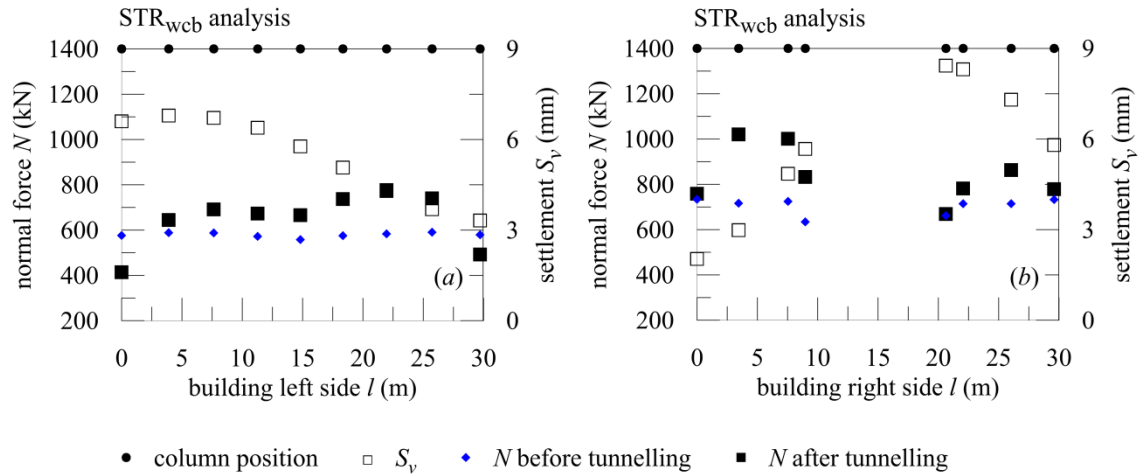 STRwcb analysis
1400
1200
1000
800
600
400
200
normal force N (kN)
9
6
3
0
settlement Sv (mm)
(a)
0 5 10 15 20 25 30
building left side l (m)
STRwcb analysis
1400
1200
1000
800
600
400
200
normal force N (kN)
9
6
3
0
settlement Sv (mm)
(b)
0 5 10 15 20 25 30
building right side l (m)
column position Sv N before tunnelling N after tunnelling